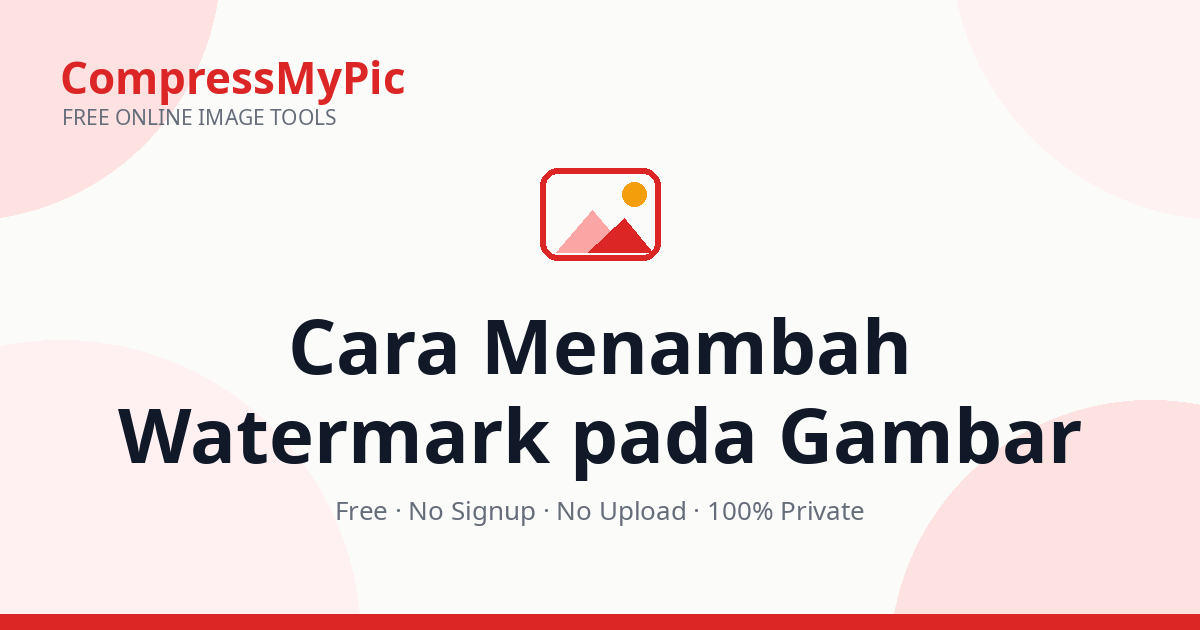 CompressMyPic
FREE ONLINE IMAGE TOOLS
Cara Menambah
Watermark pada Gambar
Free · No Signup · No Upload · 100% Private